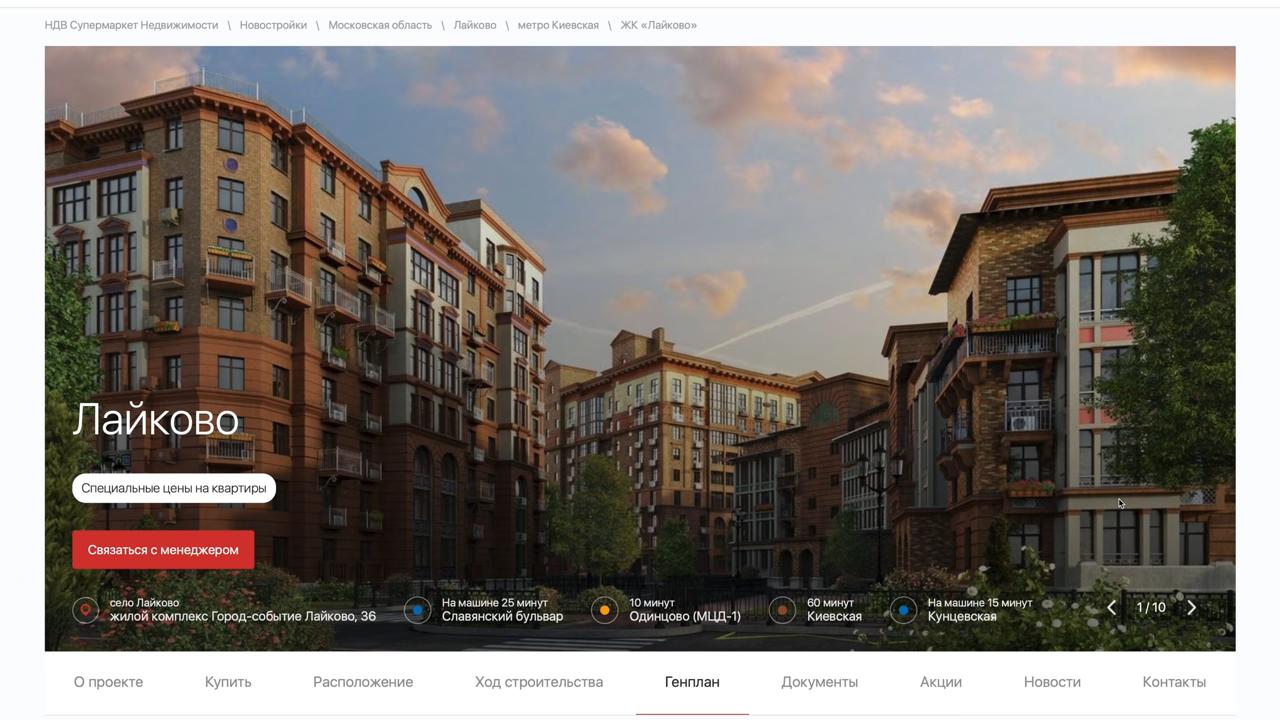 НДВ Супермаркет Недвижимости \ Новостройки \ Московская область \ Лайково \ метро Киевская \ ЖК «Лайково»
Лайково
Специальные цены на квартиры
Связаться с менеджером
село Лайково
жилой комплекс Город-событие Лайково, 36
На машине 25 минут
Славянский бульвар
10 минут
Одинцово (МЦД-1)
60 минут
Киевская
На машине 15 минут
Кунцевская
1 / 10
О проекте Купить Расположение Ход строительства Генплан Документы Акции Новости Контакты